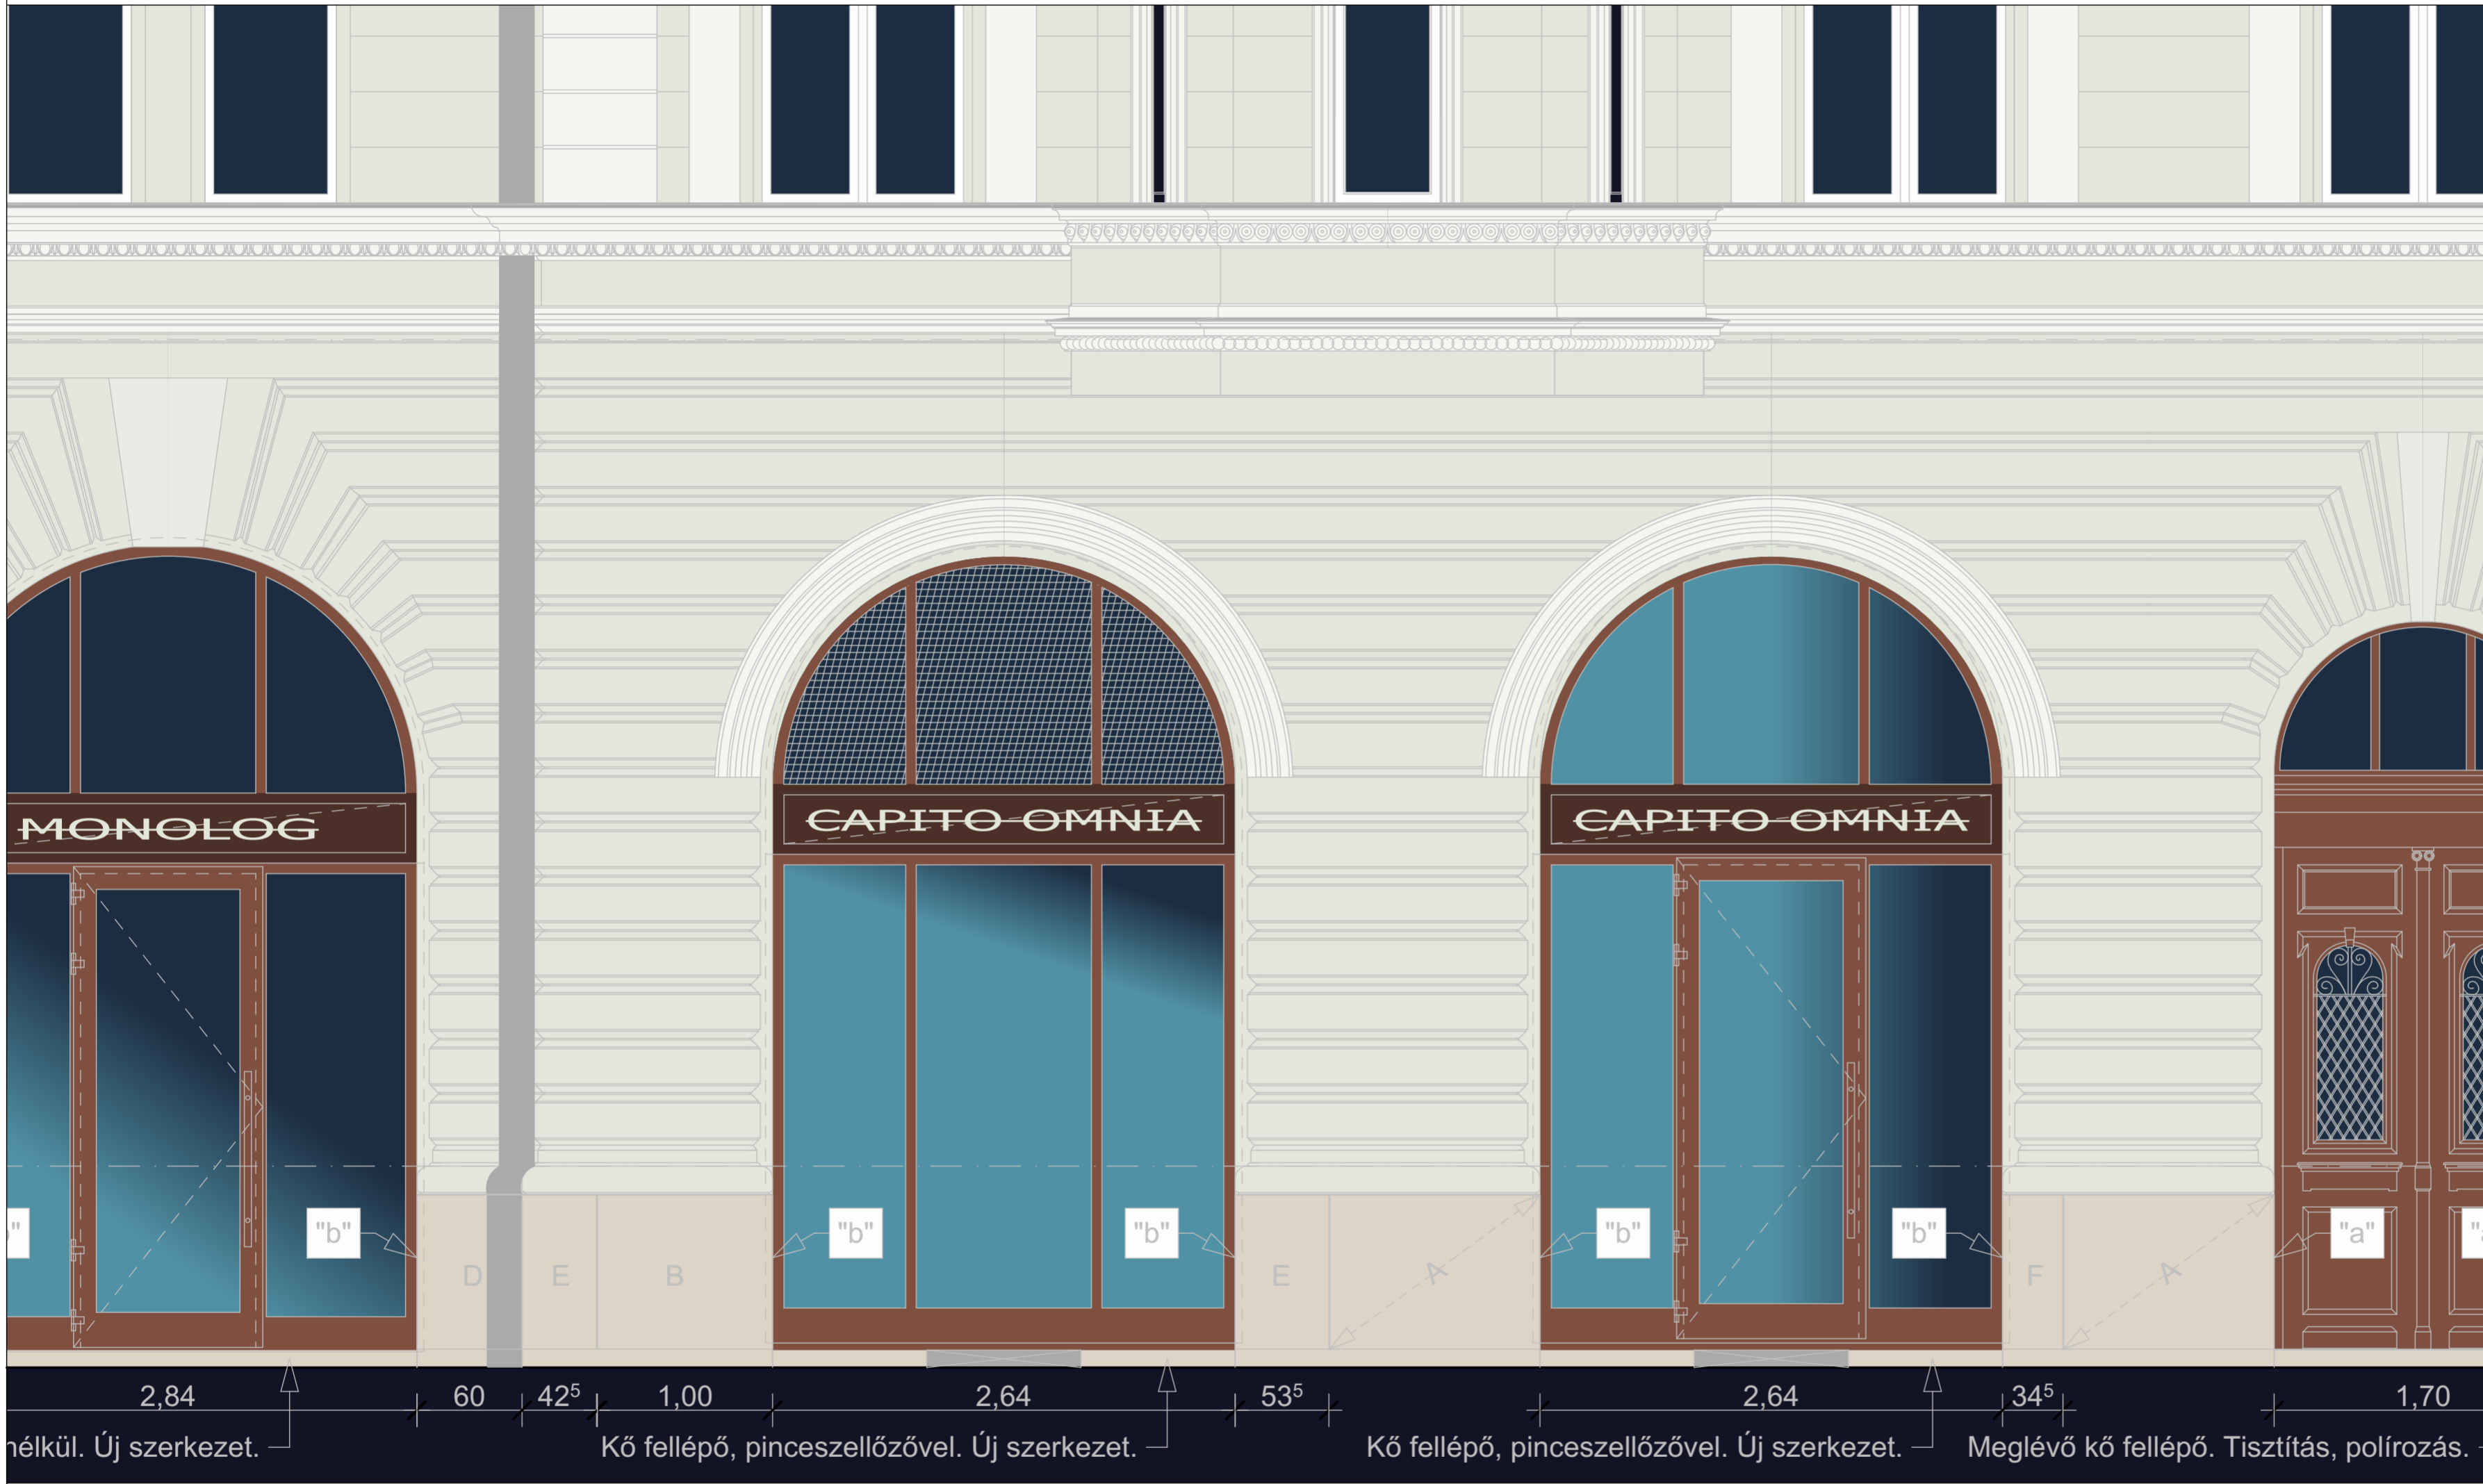 MONOLOG
CAPITO OMNIA
CAPITO OMNIA
"b"
"b"
"b"
"b"
"b"
"a"
D
E
B
E
A
F
A
2,84
60
42⁵
1,00
2,64
53⁵
2,64
34⁵
1,70
nélkül. Új szerkezet.
Kő fellépő, pinceszellőzővel. Új szerkezet.
Kő fellépő, pinceszellőzővel. Új szerkezet.
Meglévő kő fellépő. Tisztítás, polírozás.